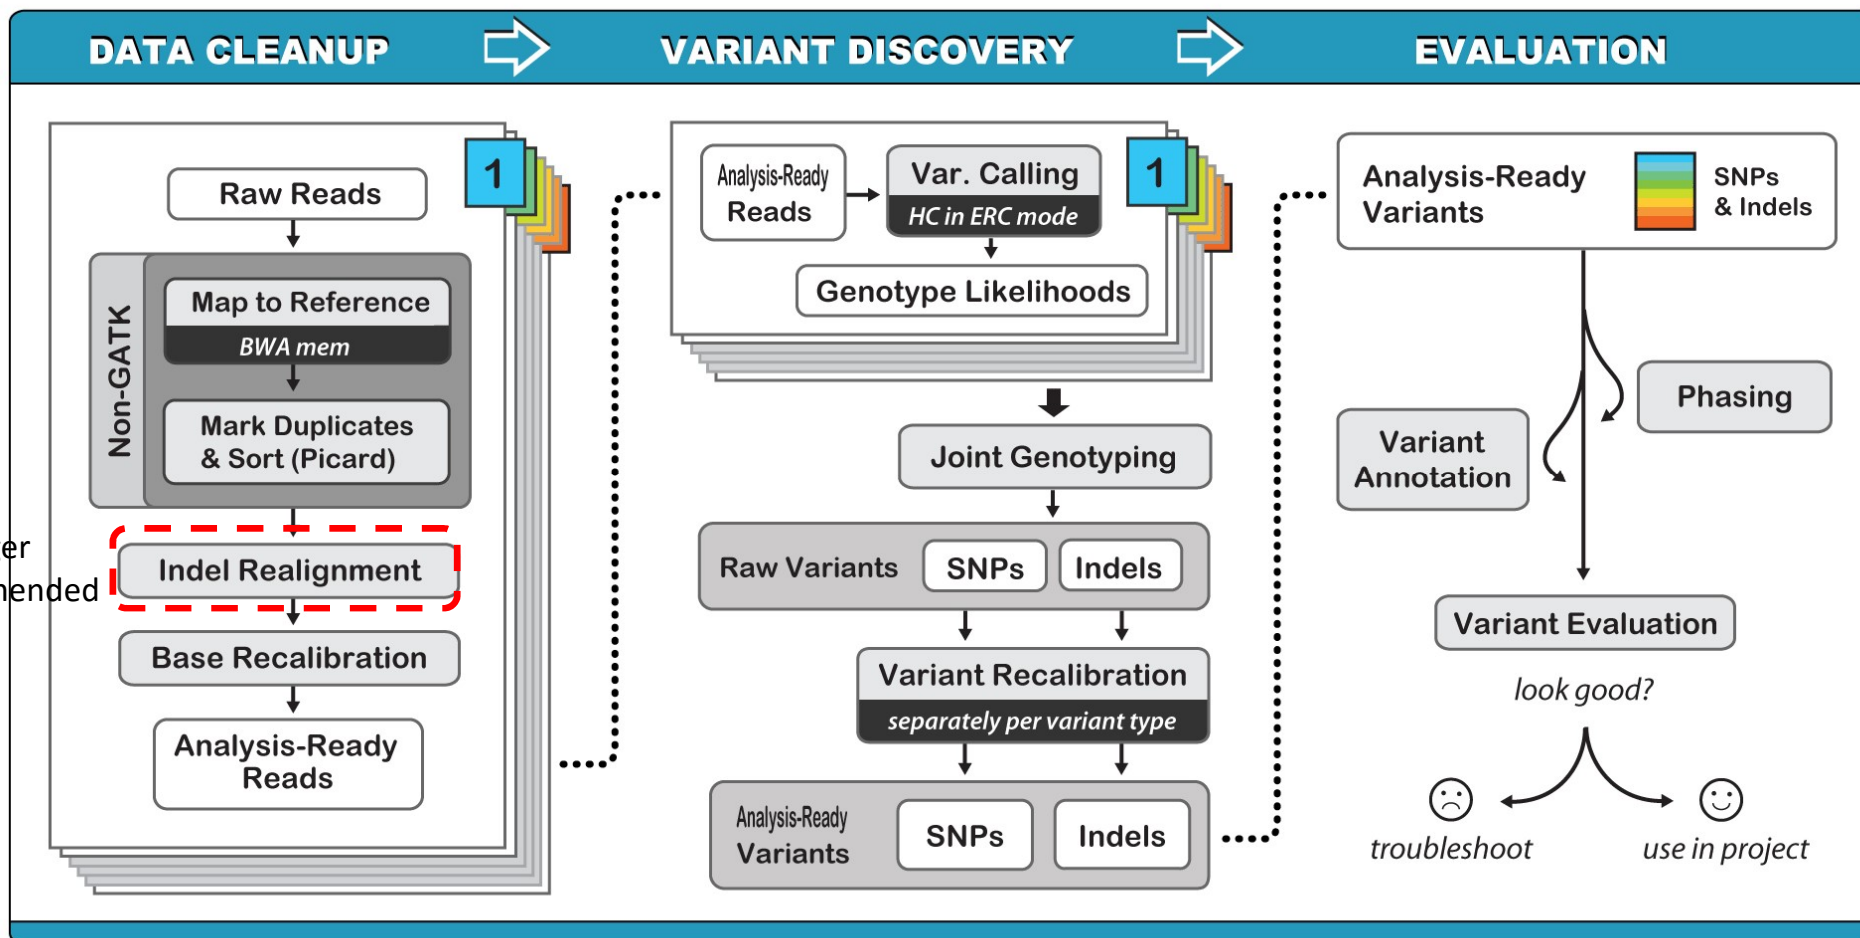 DATA CLEANUP
VARIANT DISCOVERY
EVALUATION
1
Raw Reads
Non-GATK
Map to Reference
BWA mem
Mark Duplicates
& Sort (Picard)
Indel Realignment
Base Recalibration
Analysis-Ready
Reads
1
Analysis-Ready
Reads
Var. Calling
HC in ERC mode
Genotype Likelihoods
Joint Genotyping
Raw Variants
SNPs
Indels
Variant Recalibration
separately per variant type
Analysis-Ready
Variants
SNPs
Indels
Analysis-Ready
Variants
SNPs
& Indels
Phasing
Variant
Annotation
Variant Evaluation
look good?
troubleshoot
use in project